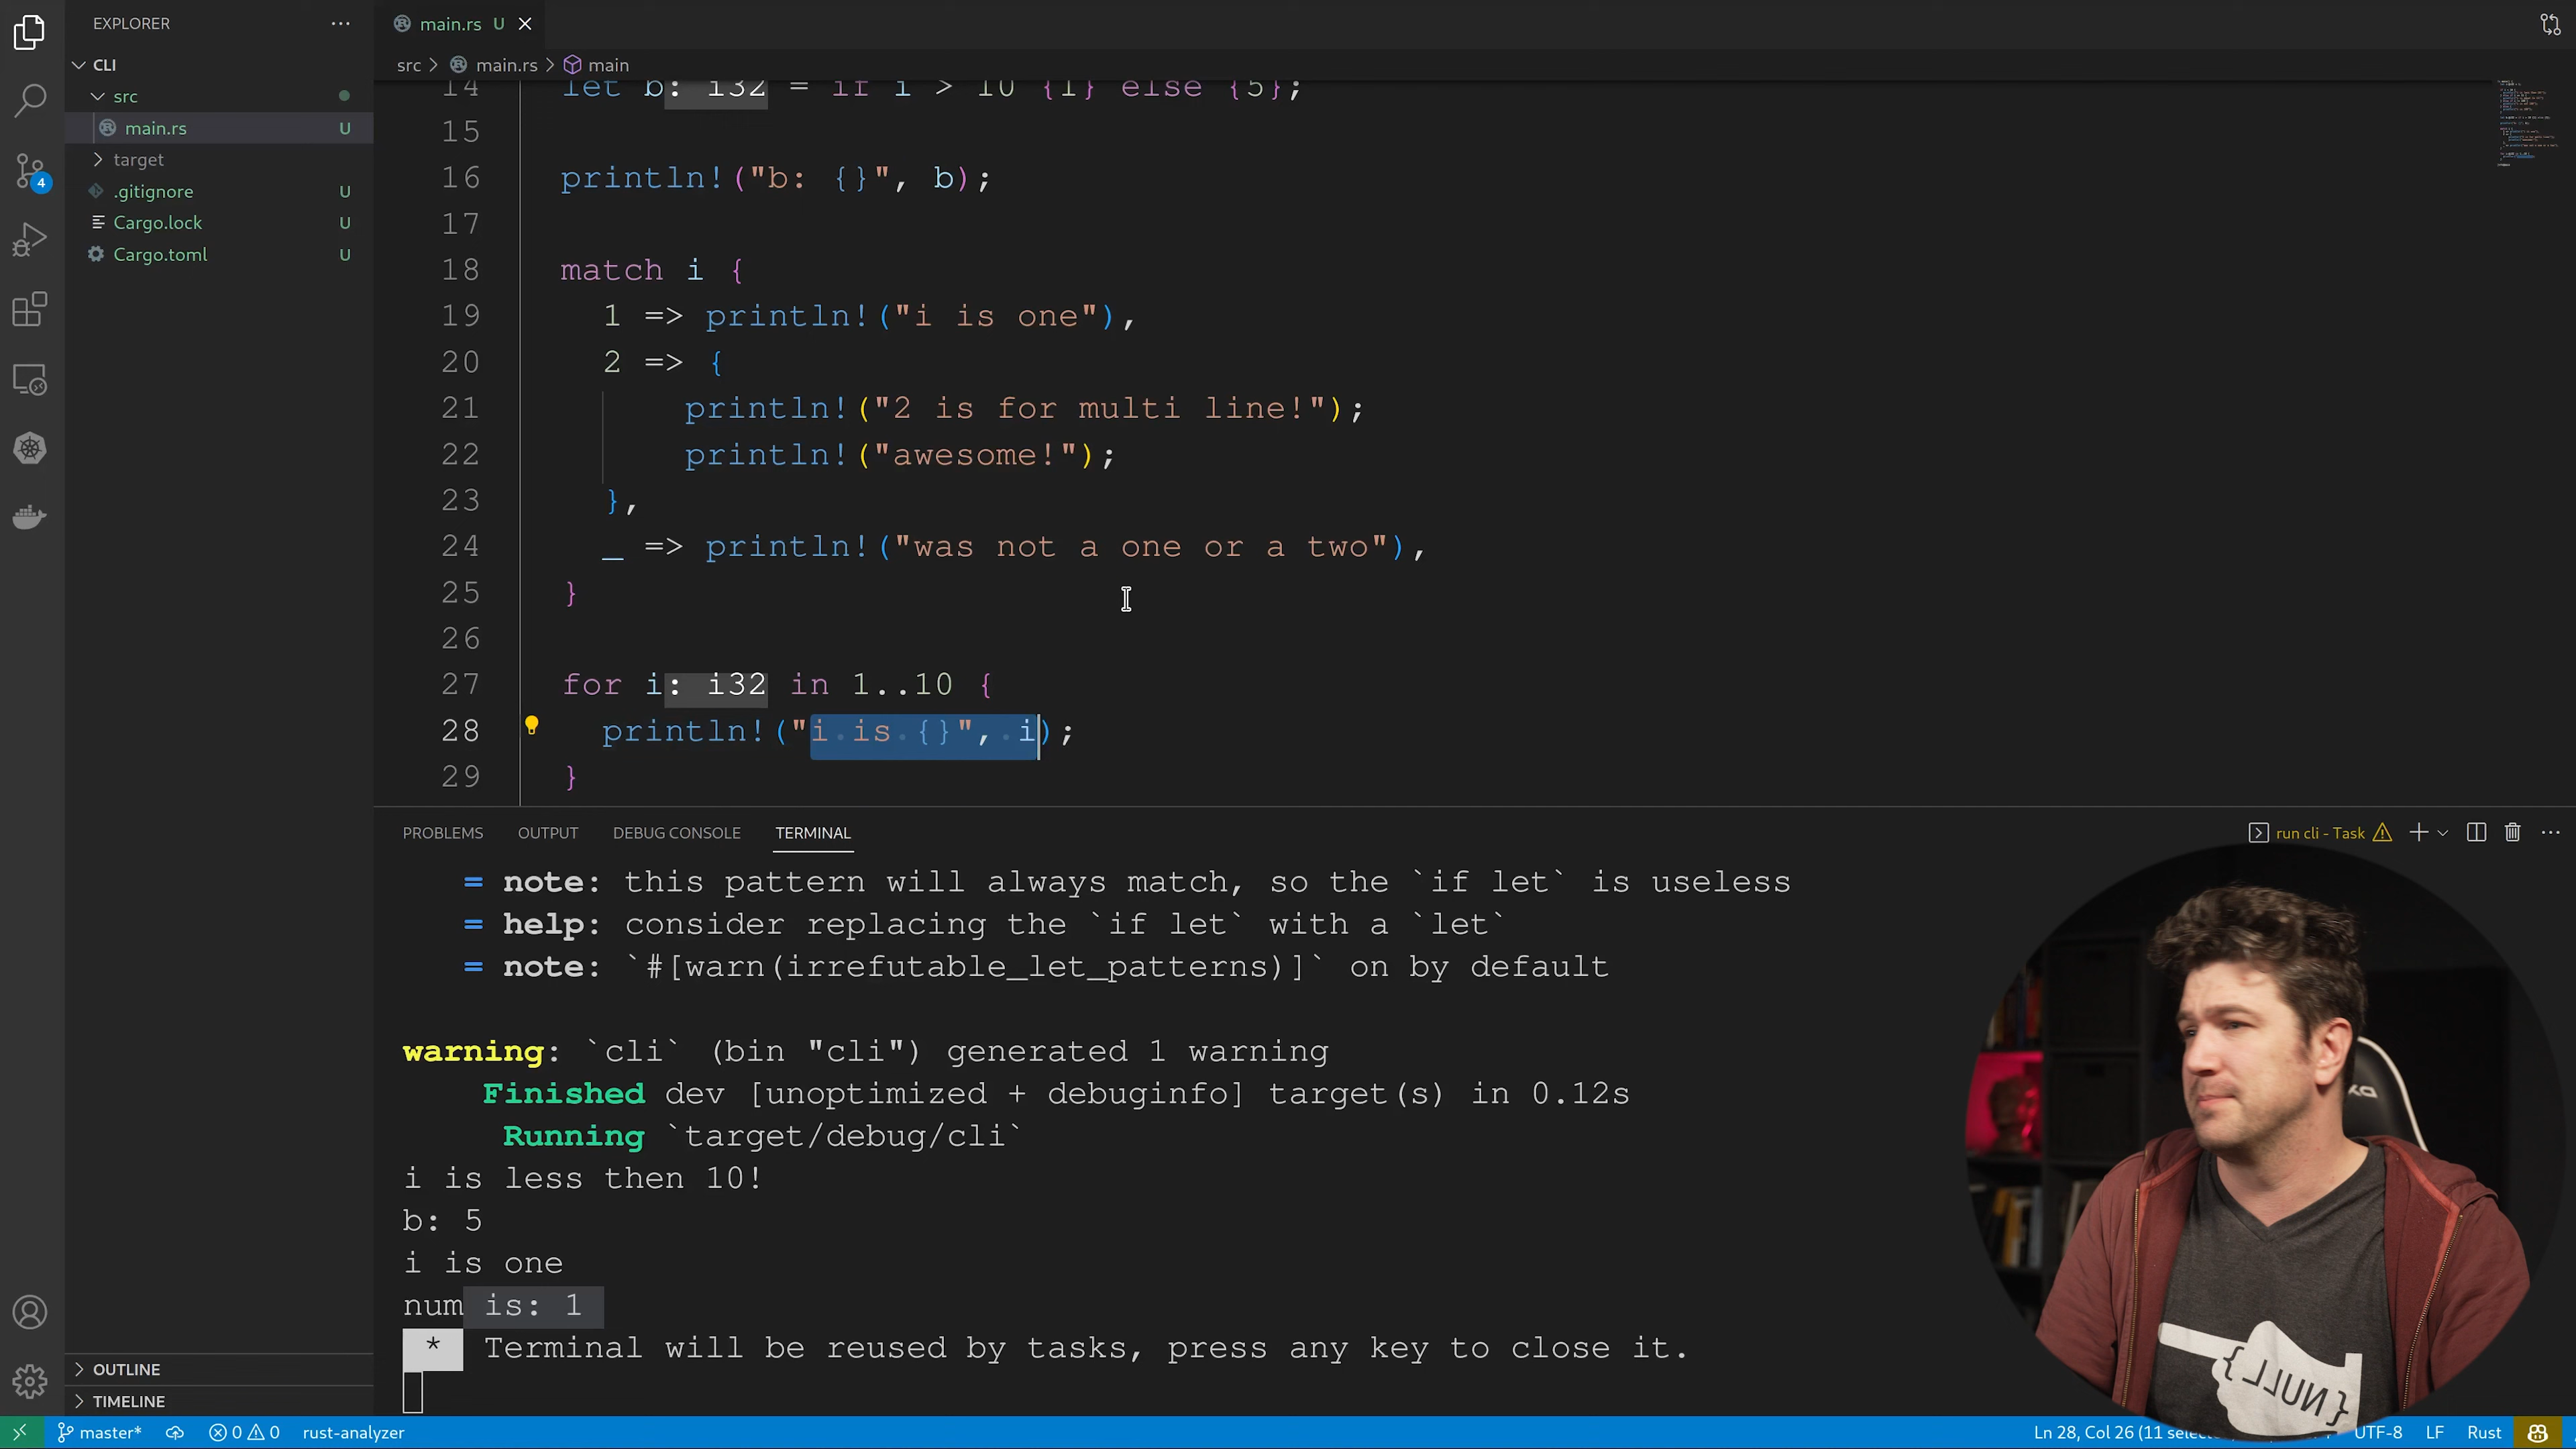 EXPLORER
main.rs U
CLI
src > main.rs > main
src
main.rs U
target
.gitignore U
Cargo.lock U
Cargo.toml U
4
14 let b: i32 = if i > 10 {1} else {5};
15
16 println!("b: {}", b);
17
18 match i {
19 1 => println!("i is one"),
20 2 => {
21 println!("2 is for multi line!");
22 println!("awesome!");
23 },
24 _ => println!("was not a one or a two"),
25 }
26
27 for i: i32 in 1..10 {
28 println!("i is {}", i);
29 }
PROBLEMS OUTPUT DEBUG CONSOLE TERMINAL run cli - Task
= note: this pattern will always match, so the `if let` is useless
= help: consider replacing the `if let` with a `let`
= note: `#[warn(irrefutable_let_patterns)]` on by default
warning: `cli` (bin "cli") generated 1 warning
Finished dev [unoptimized + debuginfo] target(s) in 0.12s
Running `target/debug/cli`
i is less then 10!
b: 5
i is one
num is: 1
* Terminal will be reused by tasks, press any key to close it.
{NULL}
OUTLINE
TIMELINE
master* 0 0 rust-analyzer Ln 28, Col 26 (11 UTF-8 LF Rust